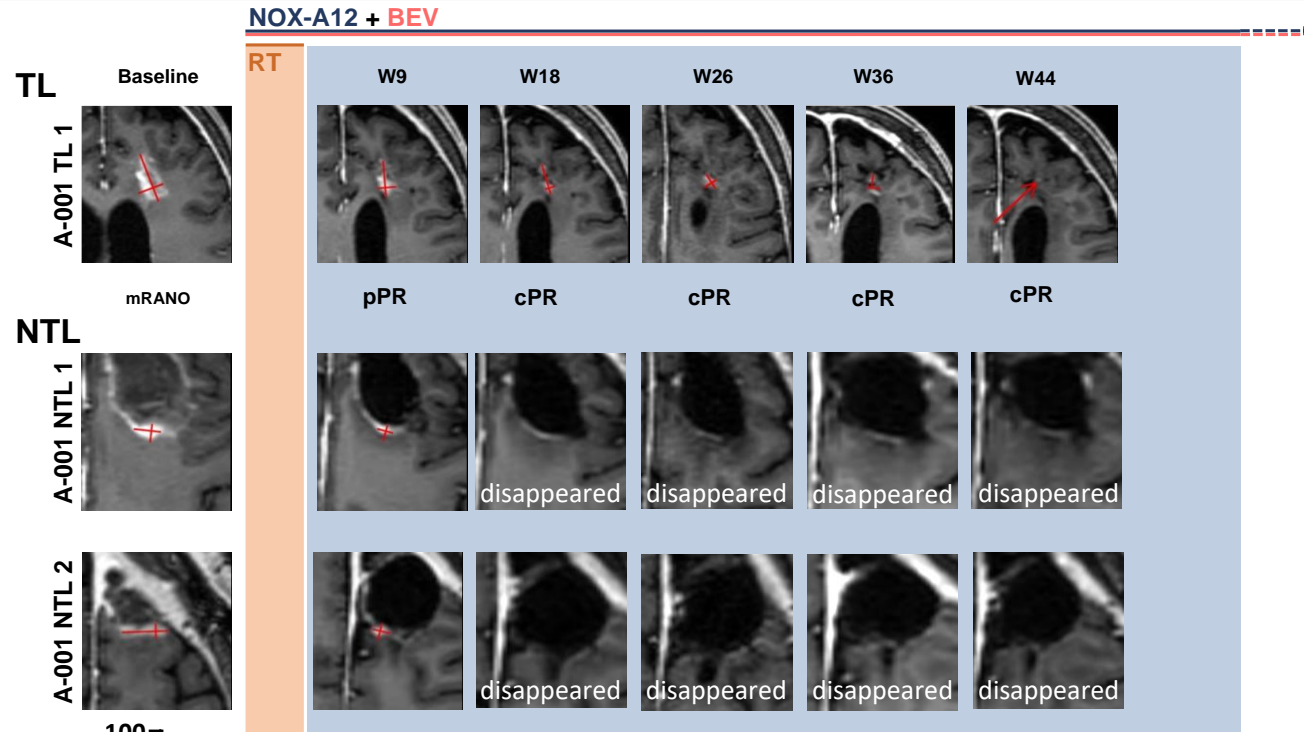 NOX-A12 + BEV
RT
TL
Baseline
W9
W18
W26
W36
W44
A-001 TL 1
mRANO
pPR
cPR
cPR
cPR
cPR
NTL
A-001 NTL 1
disappeared
disappeared
disappeared
disappeared
A-001 NTL 2
disappeared
disappeared
disappeared
disappeared